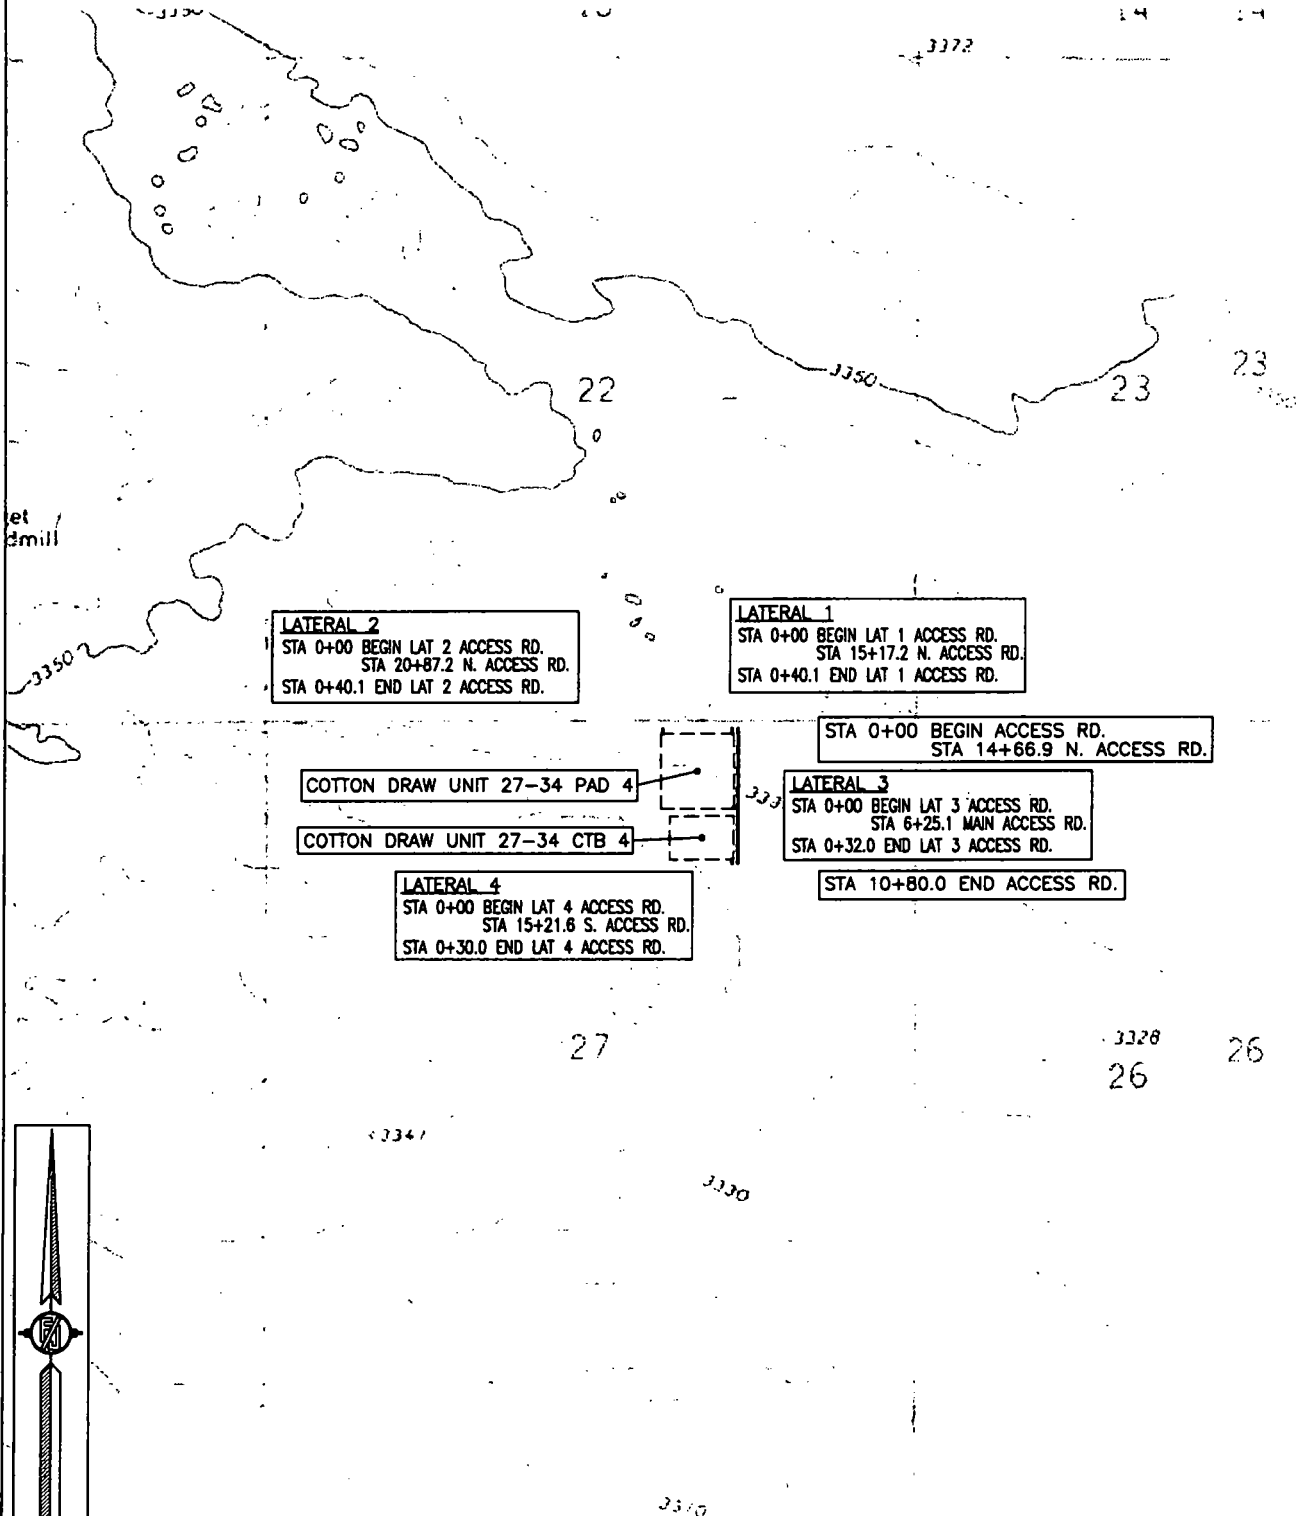 3350
14
3372
3350
22
23
23
LATERAL 2
STA 0+00 BEGIN LAT 2 ACCESS RD.
STA 20+87.2 N. ACCESS RD.
STA 0+40.1 END LAT 2 ACCESS RD.
LATERAL 1
STA 0+00 BEGIN LAT 1 ACCESS RD.
STA 15+17.2 N. ACCESS RD.
STA 0+40.1 END LAT 1 ACCESS RD.
3350
STA 0+00 BEGIN ACCESS RD.
STA 14+66.9 N. ACCESS RD.
COTTON DRAW UNIT 27-34 PAD 4
LATERAL 3
STA 0+00 BEGIN LAT 3 ACCESS RD.
STA 6+25.1 MAIN ACCESS RD.
STA 0+32.0 END LAT 3 ACCESS RD.
COTTON DRAW UNIT 27-34 CTB 4
STA 10+80.0 END ACCESS RD.
LATERAL 4
STA 0+00 BEGIN LAT 4 ACCESS RD.
STA 15+21.6 S. ACCESS RD.
STA 0+30.0 END LAT 4 ACCESS RD.
27
3328
26
26
3347
3330